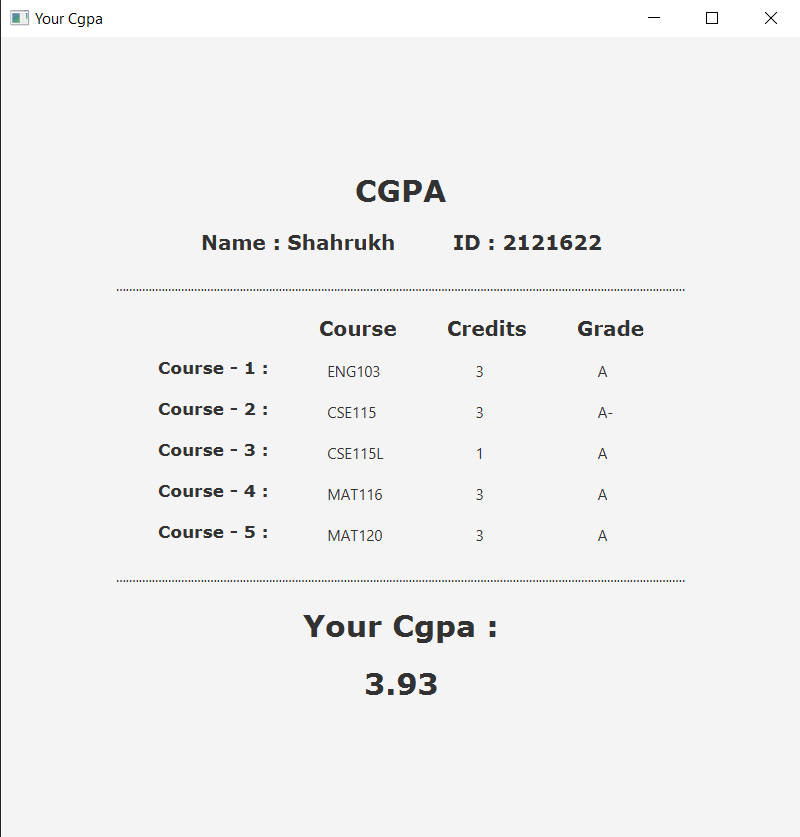 Your Cgpa
CGPA
Name : Shahrukh ID : 2121622
Course Credits Grade
Course - 1 : ENG103 3 A
Course - 2 : CSE115 3 A-
Course - 3 : CSE115L 1 A
Course - 4 : MAT116 3 A
Course - 5 : MAT120 3 A
Your Cgpa :
3.93